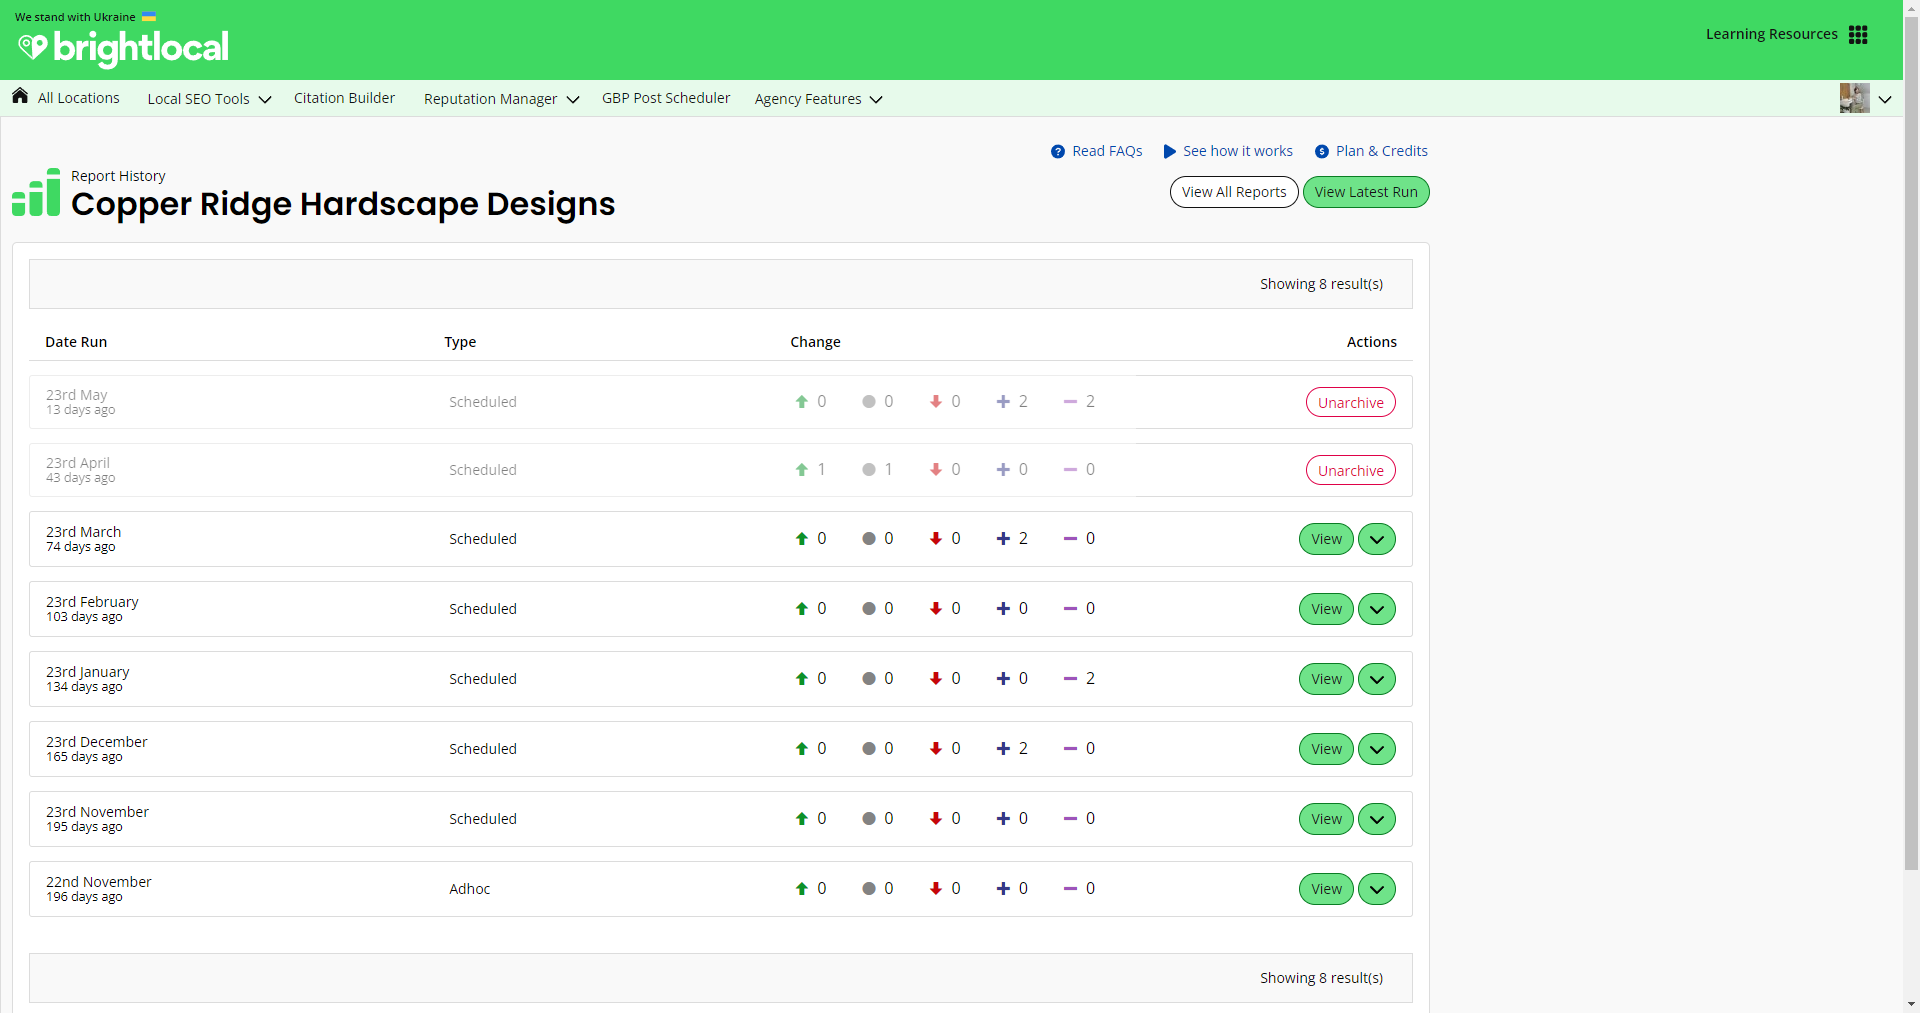 We stand with Ukraine
brightlocal
Learning Resources
All Locations Local SEO Tools Citation Builder Reputation Manager GBP Post Scheduler Agency Features
Read FAQs See how it works Plan & Credits
Report History
Copper Ridge Hardscape Designs
View All Reports View Latest Run
Showing 8 result(s)
Date Run Type Change Actions
23rd May
13 days ago
Scheduled 0 0 0 2 2 Unarchive
23rd April
43 days ago
Scheduled 1 1 0 0 0 Unarchive
23rd March
74 days ago
Scheduled 0 0 0 2 0 View
23rd February
103 days ago
Scheduled 0 0 0 0 0 View
23rd January
134 days ago
Scheduled 0 0 0 0 2 View
23rd December
165 days ago
Scheduled 0 0 0 2 0 View
23rd November
195 days ago
Scheduled 0 0 0 0 0 View
22nd November
196 days ago
Adhoc 0 0 0 0 0 View
Showing 8 result(s)